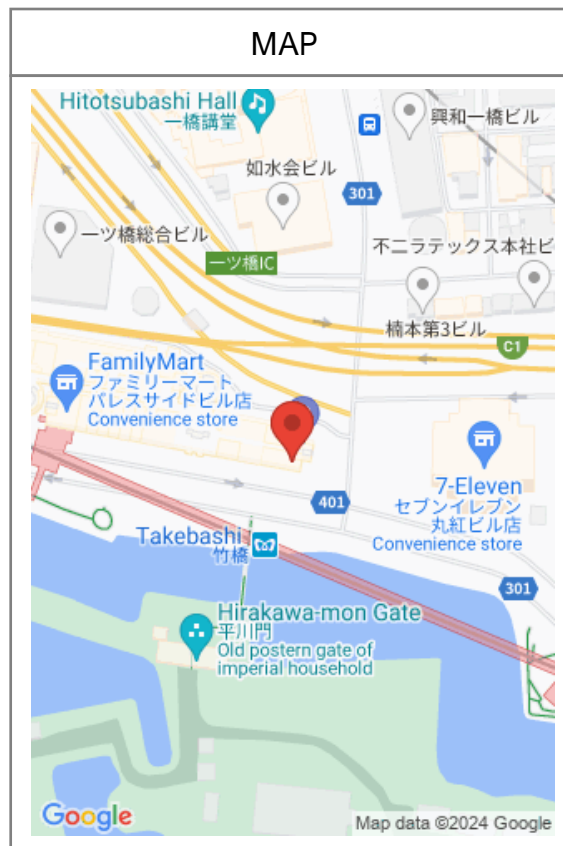 MAP
Hitotsubashi Hall
一橋講堂
興和一橋ビル
如水会ビル
301
一ツ橋総合ビル
一ツ橋IC
不二ラテックス本社ビ
楠本第3ビル
C1
FamilyMart
ファミリーマート
パレスサイドビル店
Convenience store
7-Eleven
セブンイレブン
丸紅ビル店
Convenience store
401
Takebashi
竹橋
301
Hirakawa-mon Gate
平川門
Old postern gate of
imperial household
Google
Map data ©2024 Google